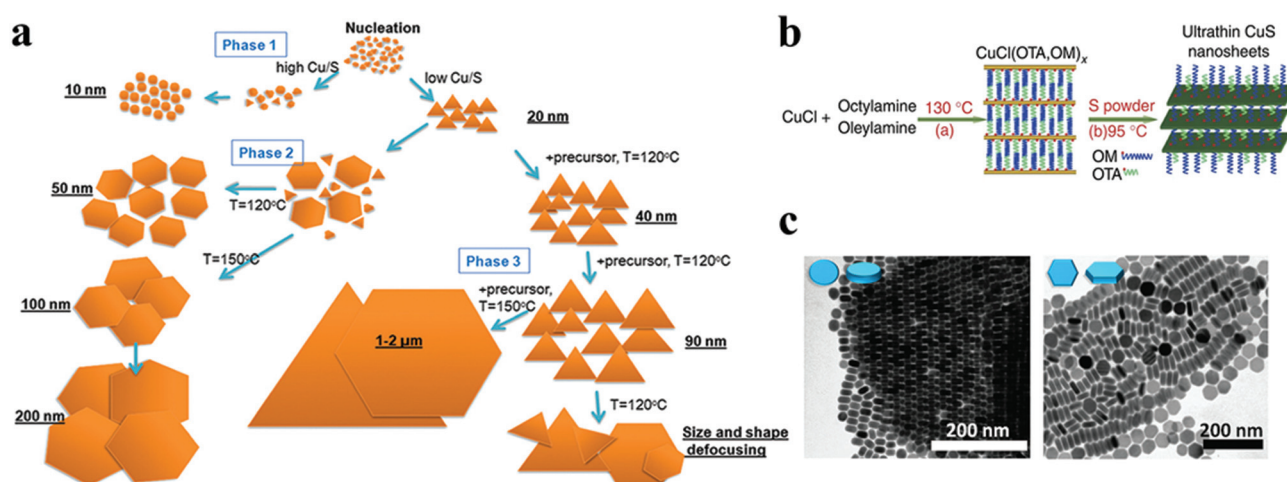 a
Nucleation
Phase 1
high Cu/S
low Cu/S
10 nm
20 nm
Phase 2
+precursor, T=120°C
50 nm
T=120°C
40 nm
T=150°C
Phase 3
+precursor, T=120°C
+precursor,
T=150°C
100 nm
1-2 µm
90 nm
T=120°C
200 nm
Size and shape
defocusing
b
CuCl(OTA,OM)x
Ultrathin CuS
nanosheets
CuCl +
Octylamine
Oleylamine
130 °C
(a)
S powder
(b)95 °C
OM
OTA
c
200 nm
200 nm